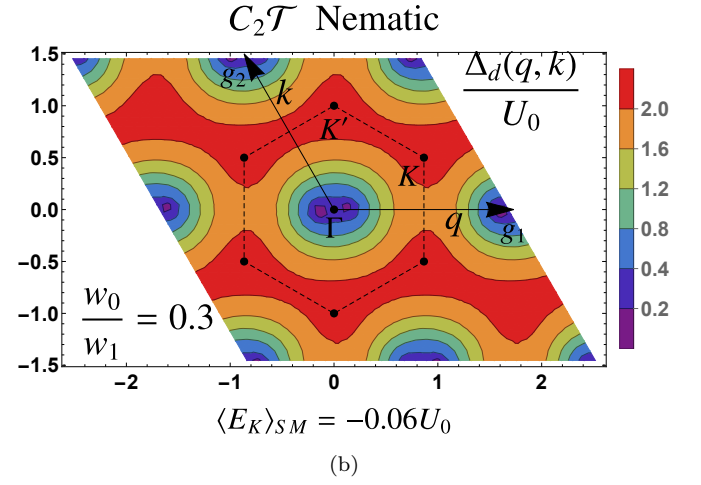 C₂𝒯 Nematic
Δ_d(q, k)
U₀
g₂
k
K′
K
Γ
q
g₁
w₀
w₁
= 0.3
1.5
1.0
0.5
0.0
−0.5
−1.0
−1.5
−2
−1
0
1
2
2.0
1.6
1.2
0.8
0.4
0.2
⟨E_K⟩_SM = −0.06U₀
(b)